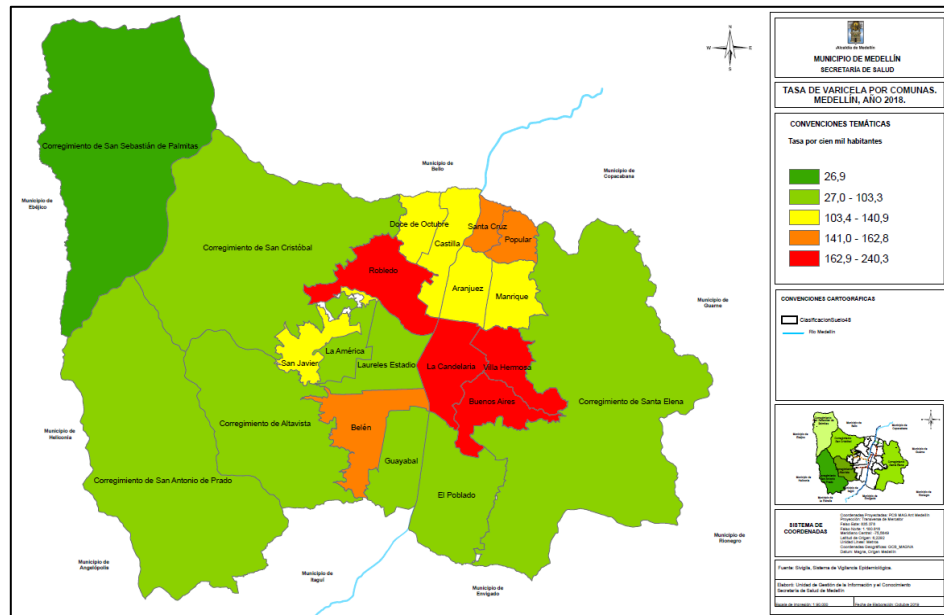 Corregimiento de San Sebastián de Palmitas
Municipio de
Ebéjico
Municipio de
Bello
Municipio de
Copacabana
Corregimiento de San Cristóbal
Doce de Octubre
Castilla
Santa Cruz
Popular
Robledo
Aranjuez
Manrique
Municipio de
Guarne
San Javier
La América
Laureles Estadio
La Candelaria
Villa Hermosa
Buenos Aires
Corregimiento de Santa Elena
Corregimiento de Altavista
Belén
Guayabal
Municipio de
Heliconia
Corregimiento de San Antonio de Prado
El Poblado
Municipio de
Rionegro
Municipio de
Angelópolis
Municipio de
Itagüí
Municipio de
Envigado
N
W
E
S
Alcaldía de Medellín
MUNICIPIO DE MEDELLÍN
SECRETARÍA DE SALUD
TASA DE VARICELA POR COMUNAS.
MEDELLÍN, AÑO 2018.
CONVENCIONES TEMÁTICAS
Tasa por cien mil habitantes
26,9
27,0 - 103,3
103,4 - 140,9
141,0 - 162,8
162,9 - 240,3
CONVENCIONES CARTOGRÁFICAS
ClasificacionSuelo48
Río Medellín
SISTEMA DE
COORDENADAS
Fuente: Sivigila, Sistema de Vigilancia Epidemiológica.
Elaboró: Unidad de Gestión de la Información y el Conocimiento
Secretaría de Salud de Medellín